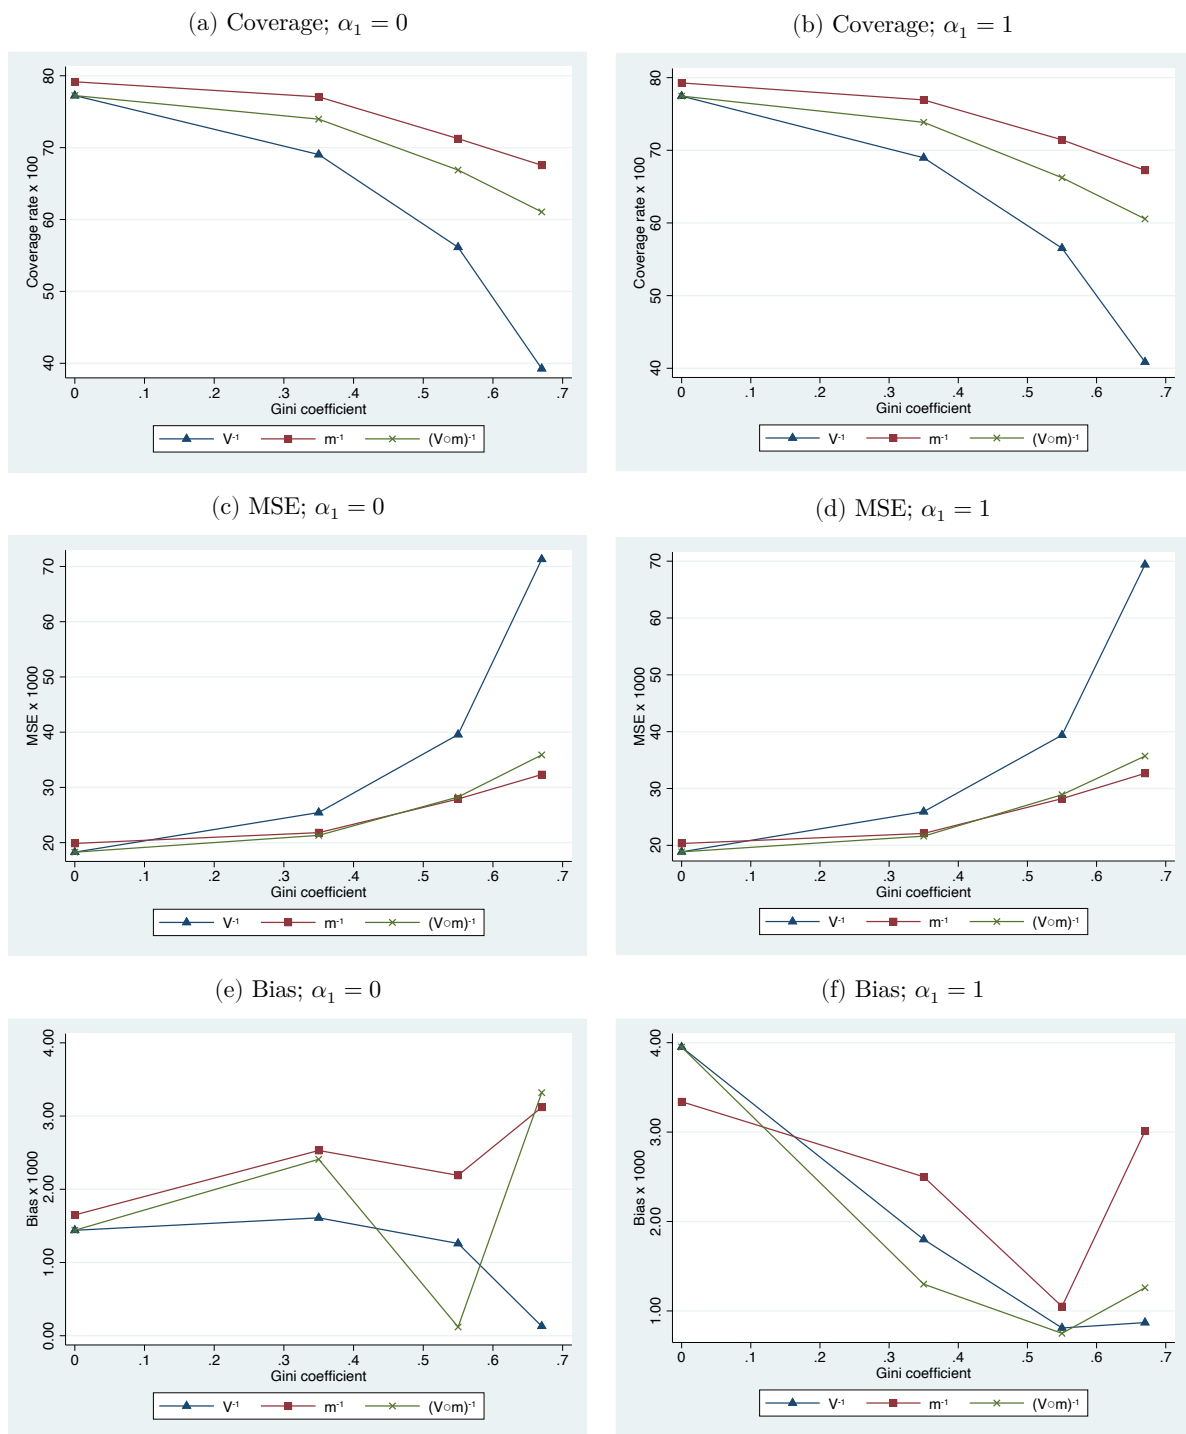 (a) Coverage; α₁ = 0
Coverage rate x 100
80
70
60
50
40
0 .1 .2 .3 .4 .5 .6 .7
Gini coefficient
V⁻¹ m⁻¹ (V○m)⁻¹
(b) Coverage; α₁ = 1
Coverage rate x 100
80
70
60
50
40
0 .1 .2 .3 .4 .5 .6 .7
Gini coefficient
V⁻¹ m⁻¹ (V○m)⁻¹
(c) MSE; α₁ = 0
MSE x 1000
70
60
50
40
30
20
0 .1 .2 .3 .4 .5 .6 .7
Gini coefficient
V⁻¹ m⁻¹ (V○m)⁻¹
(d) MSE; α₁ = 1
MSE x 1000
70
60
50
40
30
20
0 .1 .2 .3 .4 .5 .6 .7
Gini coefficient
V⁻¹ m⁻¹ (V○m)⁻¹
(e) Bias; α₁ = 0
Bias x 1000
4.00
3.00
2.00
1.00
0.00
0 .1 .2 .3 .4 .5 .6 .7
Gini coefficient
V⁻¹ m⁻¹ (V○m)⁻¹
(f) Bias; α₁ = 1
Bias x 1000
4.00
3.00
2.00
1.00
0 .1 .2 .3 .4 .5 .6 .7
Gini coefficient
V⁻¹ m⁻¹ (V○m)⁻¹